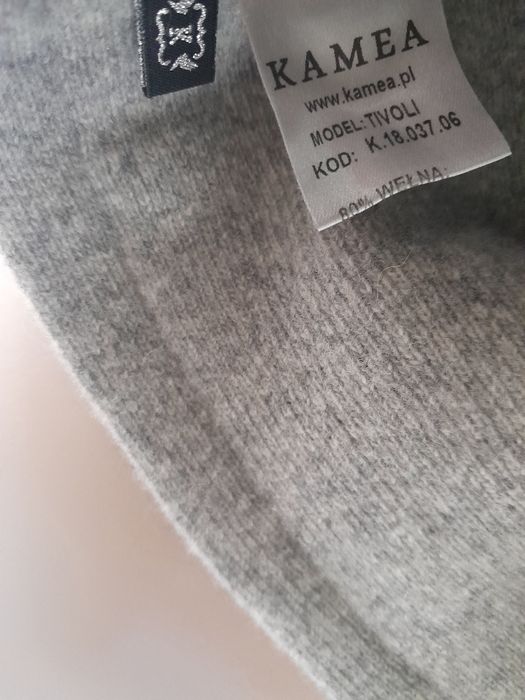 K
KAMEA
www.kamea.pl
MODEL:TIVOLI
KOD: K.18.037.06
80% WEŁNA;